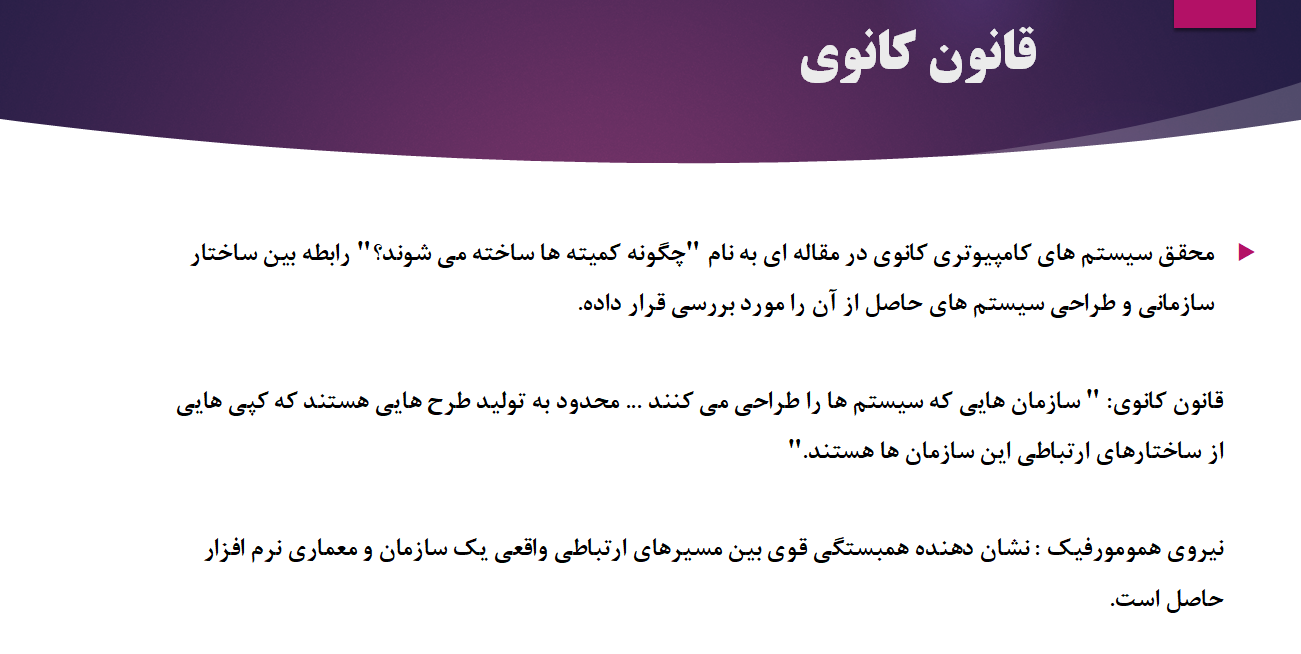 قانون کانوی
محقق سیستم های کامپیوتری کانوی در مقاله ای به نام "چگونه کمیته ها ساخته می شوند؟" رابطه بین ساختار
سازمانی و طراحی سیستم های حاصل از آن را مورد بررسی قرار داده.
قانون کانوی: " سازمان هایی که سیستم ها را طراحی می کنند ... محدود به تولید طرح هایی هستند که کپی هایی
از ساختارهای ارتباطی این سازمان ها هستند."
نیروی همومورفیک : نشان دهنده همبستگی قوی بین مسیرهای ارتباطی واقعی یک سازمان و معماری نرم افزار
حاصل است.